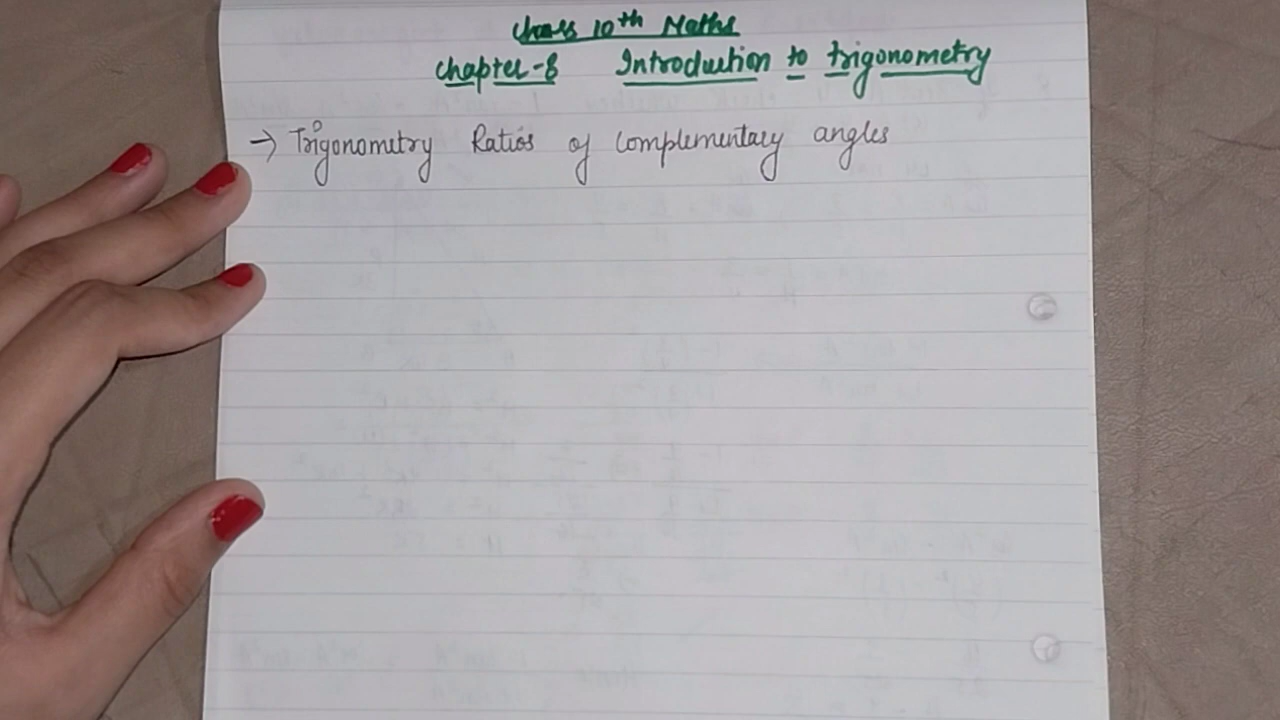 Class 10th Maths
Chapter-8 Introduction to trigonometry
→ Trigonometry Ratios of Complementary angles